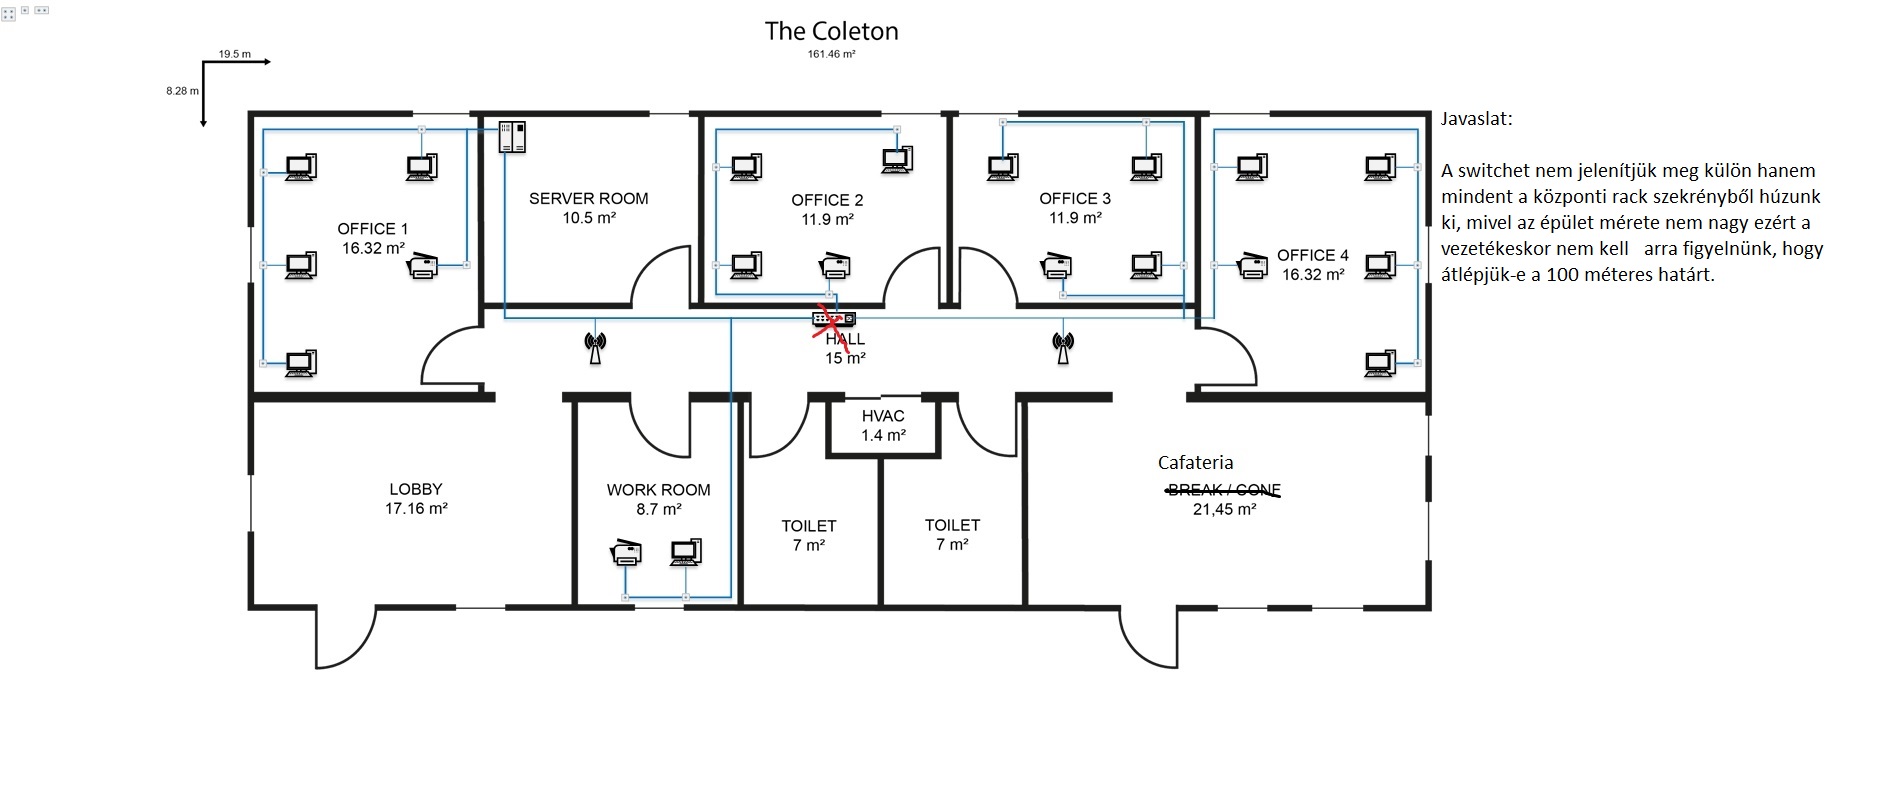 The Coleton
161.46 m²
19.5 m
8.28 m
OFFICE 1
16.32 m²
SERVER ROOM
10.5 m²
OFFICE 2
11.9 m²
OFFICE 3
11.9 m²
OFFICE 4
16.32 m²
HALL
15 m²
HVAC
1.4 m²
LOBBY
17.16 m²
WORK ROOM
8.7 m²
TOILET
7 m²
TOILET
7 m²
Cafateria
BREAK / CONF
21,45 m²
Javaslat:
A switchet nem jelenítjük meg külön hanem
mindent a központi rack szekrényből húzunk
ki, mivel az épület mérete nem nagy ezért a
vezetékeskor nem kell arra figyelnünk, hogy
átlépjük-e a 100 méteres határt.